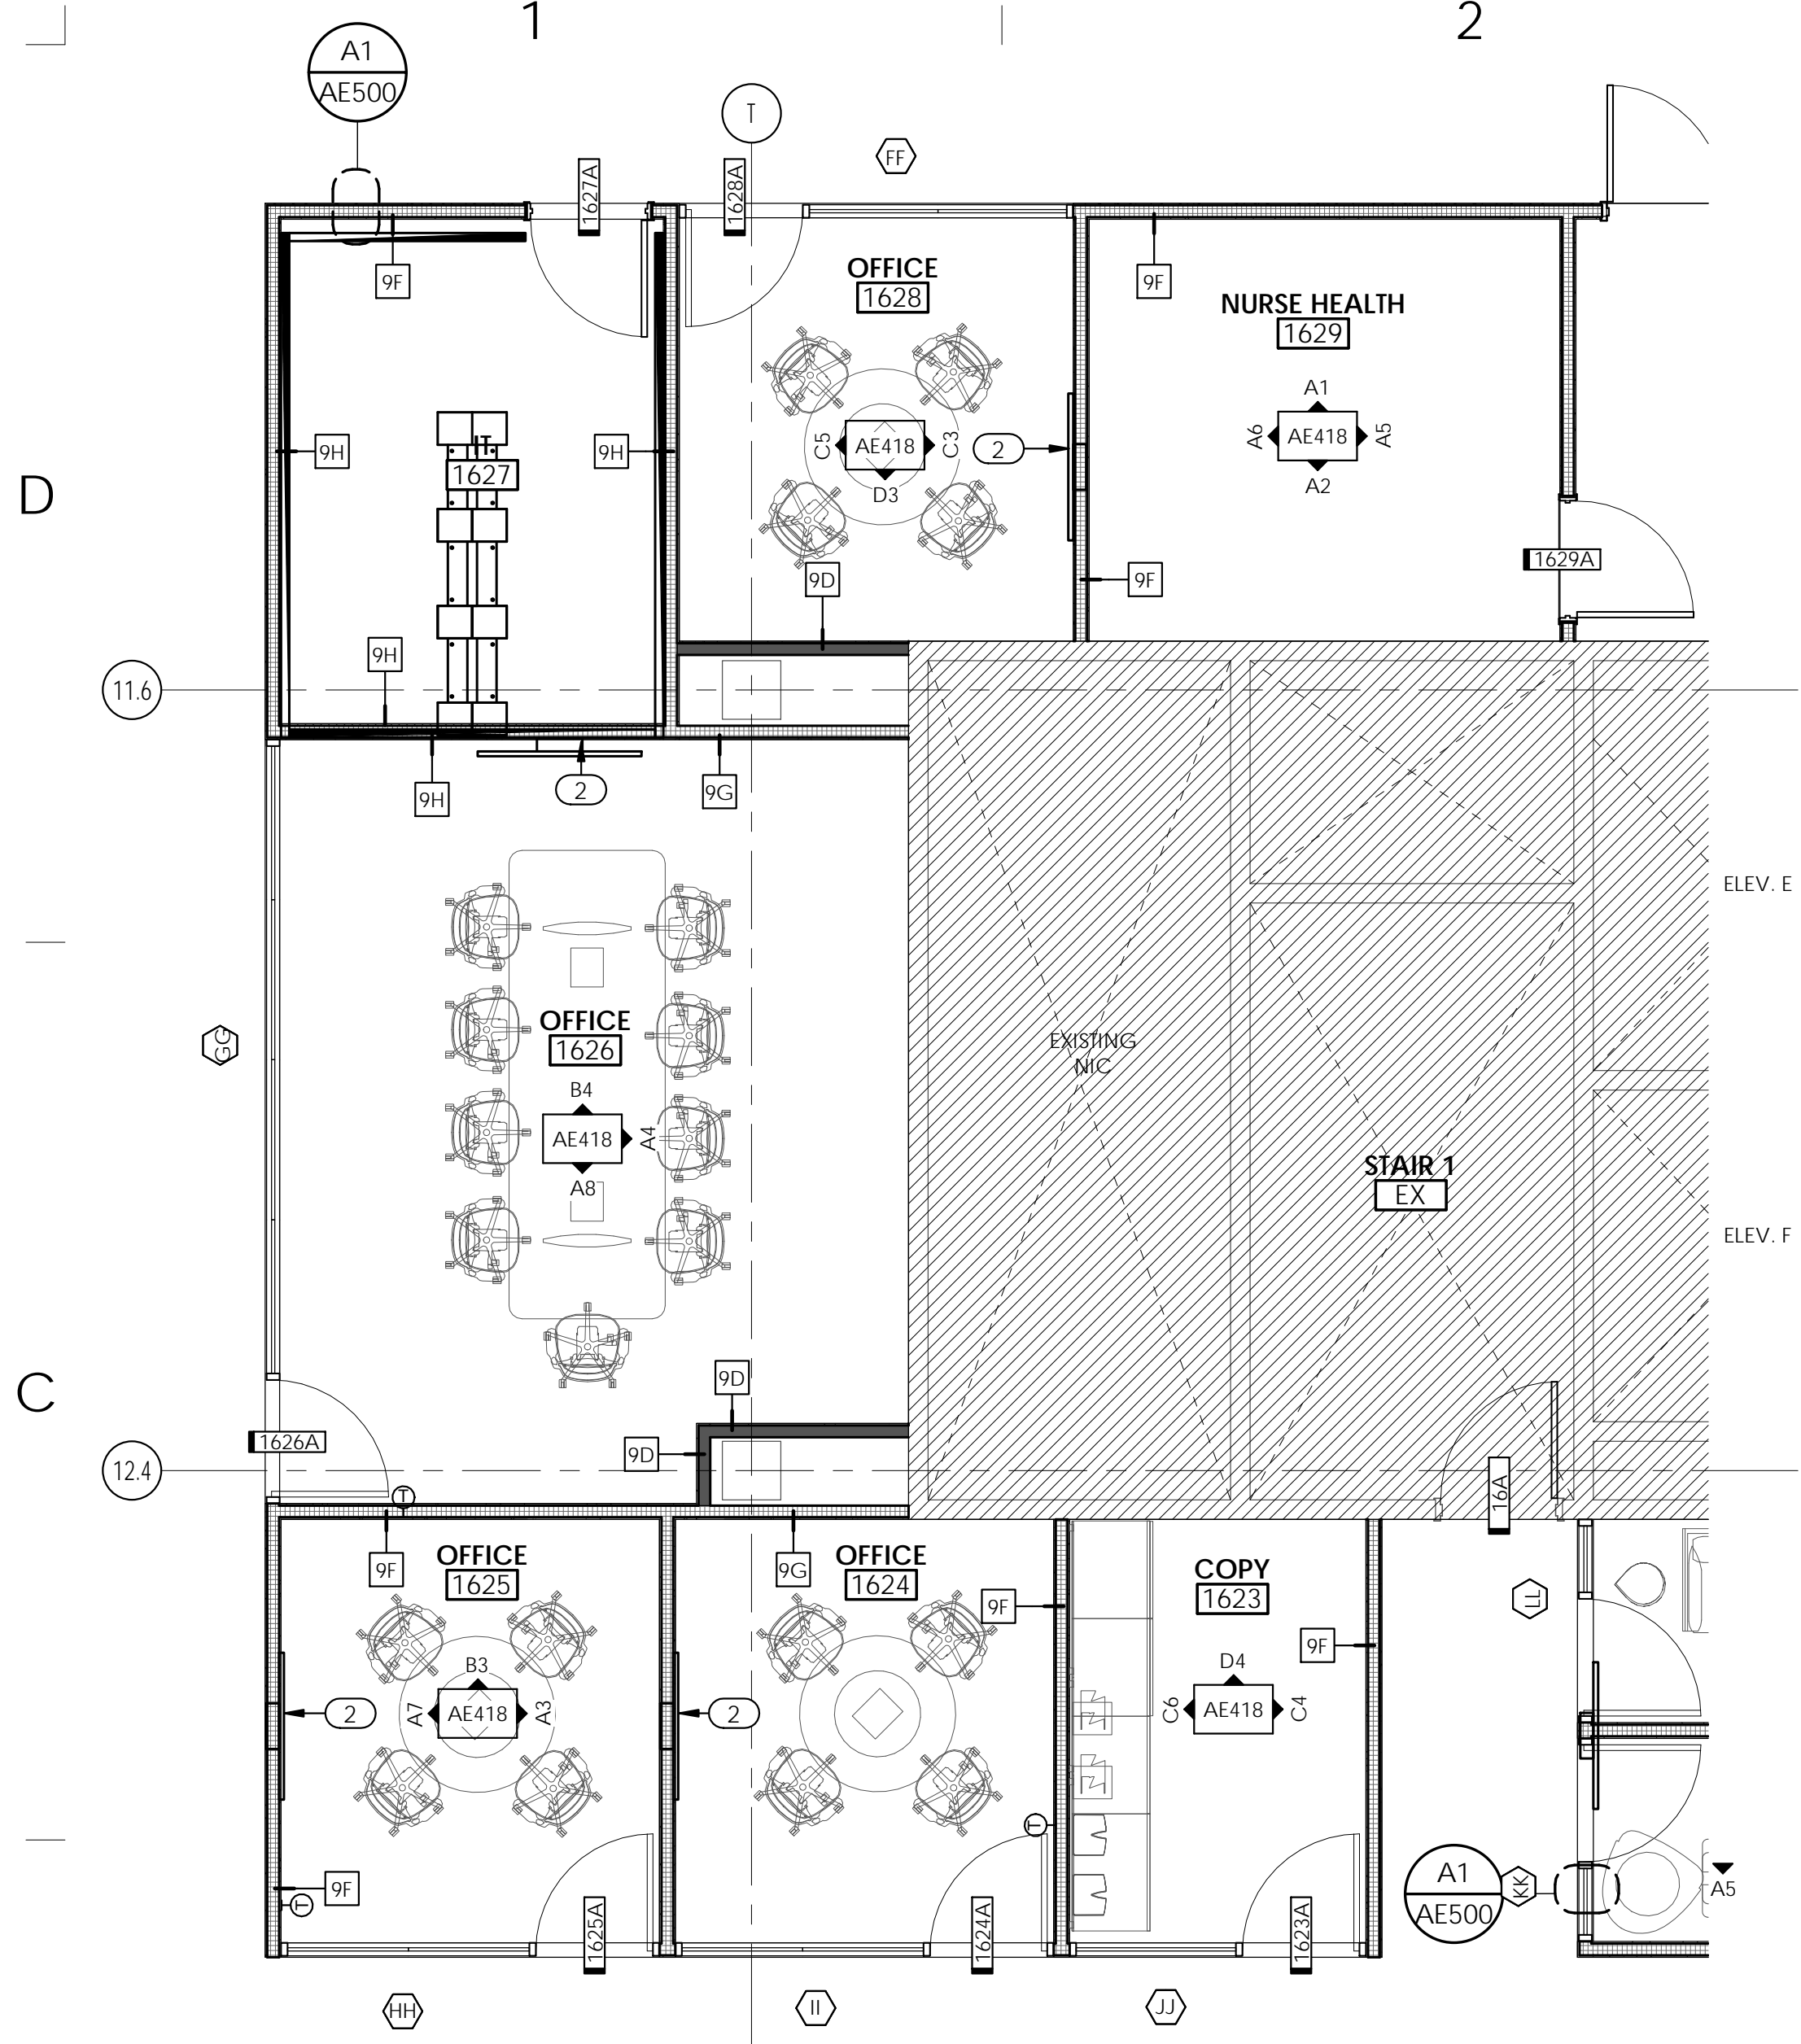 1
2
A1
AE500
T
FF
1627A
1628A
9F
OFFICE
1628
9F
NURSE HEALTH
1629
A1
A6
AE418
A5
A2
9H
9H
IT
1627
C5
AE418
C3
D3
2
D
9D
9F
1629A
9H
11.6
9H
2
9G
ELEV. E
GG
OFFICE
1626
EXISTING
NIC
B4
AE418
A4
A8
STAIR 1
EX
ELEV. F
C
9D
1626A
9D
12.4
T
16A
9F
OFFICE
1625
9G
OFFICE
1624
9F
COPY
1623
LL
9F
B3
A7
AE418
A3
2
2
D4
C6
AE418
C4
T
9F
T
A1
AE500
KK
A5
1625A
1624A
1623A
HH
II
JJ